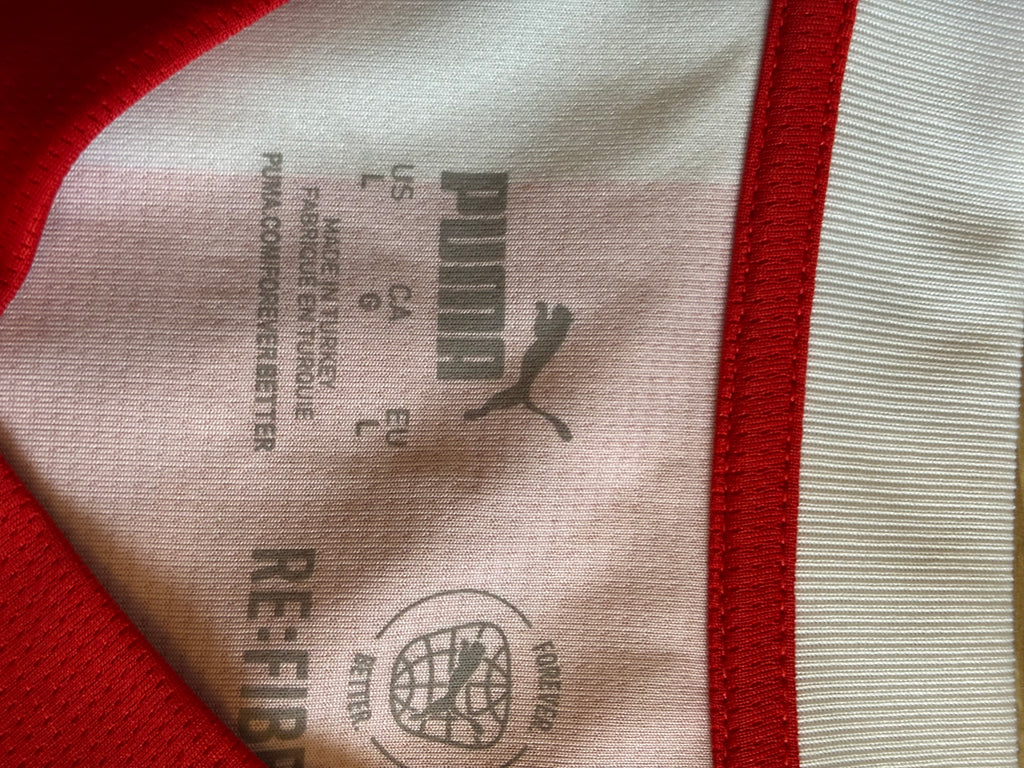 PUMA
US CA EU
L G L
MADE IN TURKEY
FABRIQUE EN TURQUIE
PUMA.COM/FOREVERBETTER
FOREVER.
BETTER.
RE:FIB